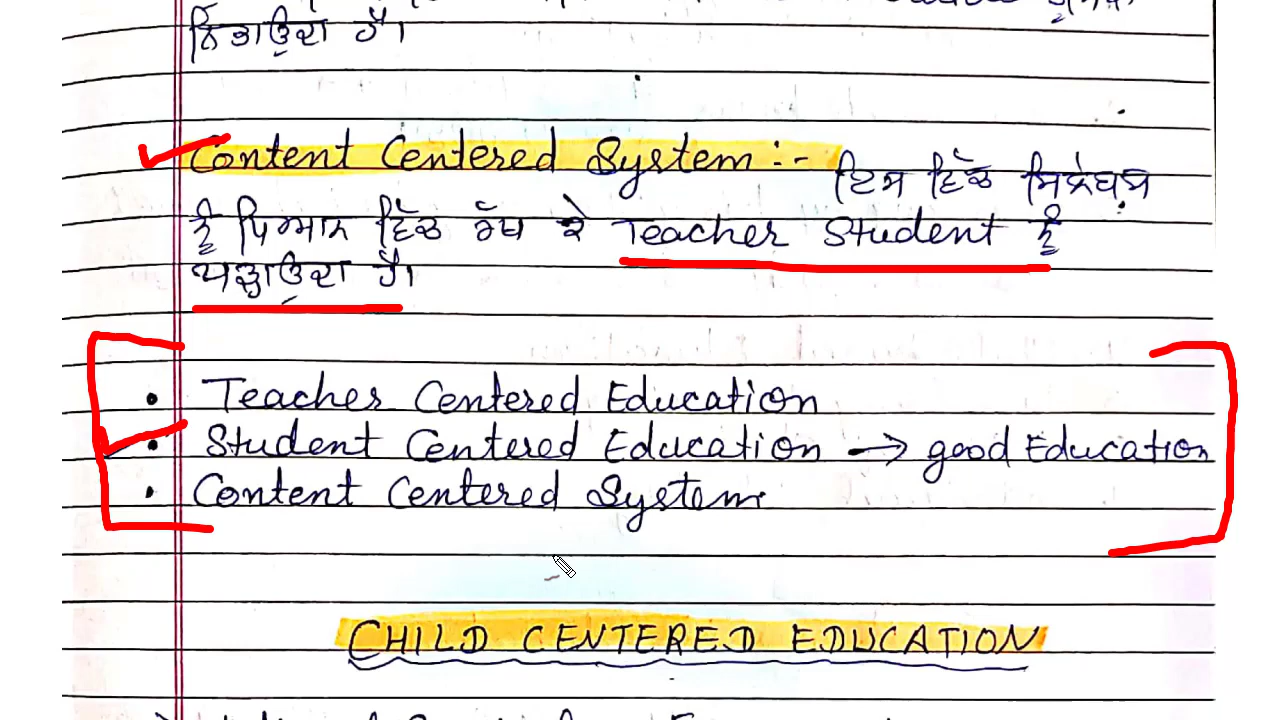 ਨਿਭਾਉਂਦਾ ਹੈ।
Content Centered System :- ਇਸ ਵਿੱਚ ਸਿਲੇਬਸ
ਨੂੰ ਧਿਆਨ ਵਿੱਚ ਰੱਖ ਕੇ Teacher Student ਨੂੰ
ਪੜ੍ਹਾਉਂਦਾ ਹੈ।
• Teacher Centered Education
• Student Centered Education → good Education
• Content Centered System.
CHILD CENTERED EDUCATION